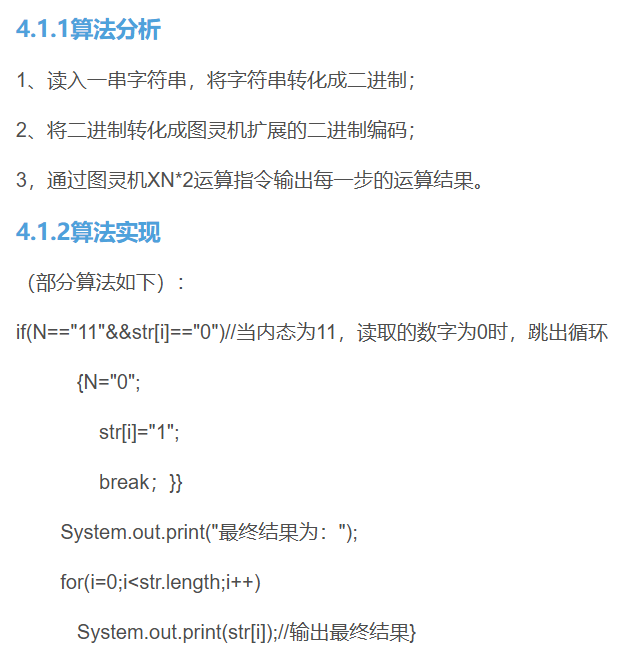 4.1.1算法分析
1、读入一串字符串，将字符串转化成二进制；
2、将二进制转化成图灵机扩展的二进制编码；
3，通过图灵机XN*2运算指令输出每一步的运算结果。
4.1.2算法实现
（部分算法如下）：
if(N=="11"&&str[i]=="0")//当内态为11，读取的数字为0时，跳出循环
{N="0";
str[i]="1";
break；}}
System.out.print("最终结果为：");
for(i=0;i<str.length;i++)
System.out.print(str[i]);//输出最终结果}